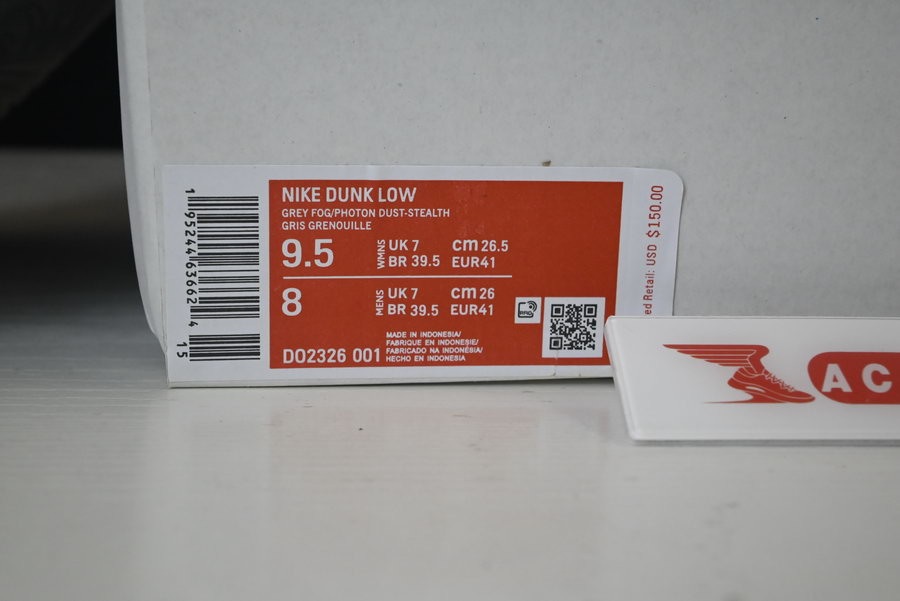 1
95244 63662 4
15
NIKE DUNK LOW
GREY FOG/PHOTON DUST-STEALTH
GRIS GRENOUILLE
9.5 WMNS UK 7 cm 26.5
BR 39.5 EUR41
8 MENS UK 7 cm 26
BR 39.5 EUR41
DO2326 001
MADE IN INDONESIA/
FABRIQUE EN INDONESIE/
FABRICADO NA INDONÉSIA/
HECHO EN INDONESIA
RFID
ed Retail: USD $150.00
AC